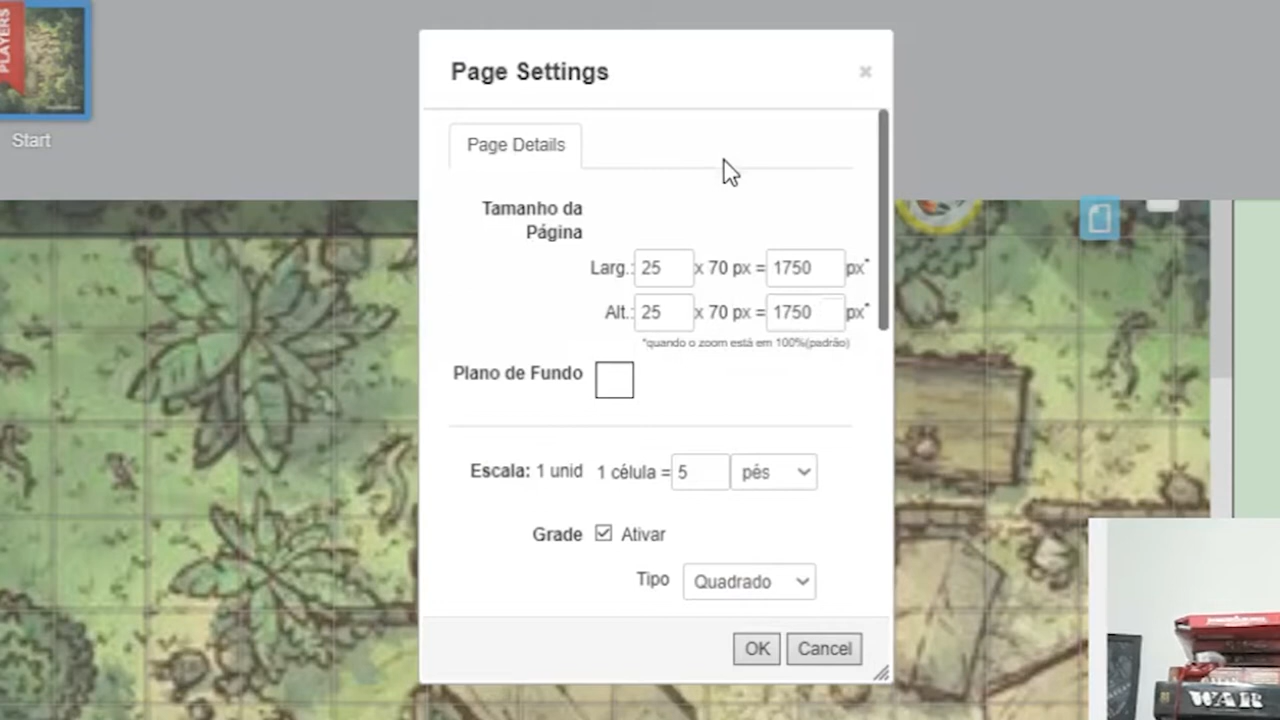 PLAYERS
Start
Page Settings
×
Page Details
Tamanho da
Página
Larg.: 25 x 70 px = 1750 px*
Alt.: 25 x 70 px = 1750 px*
*quando o zoom está em 100%(padrão)
Plano de Fundo
Escala: 1 unid 1 célula = 5 pés
Grade Ativar
Tipo Quadrado
OK Cancel
WAR